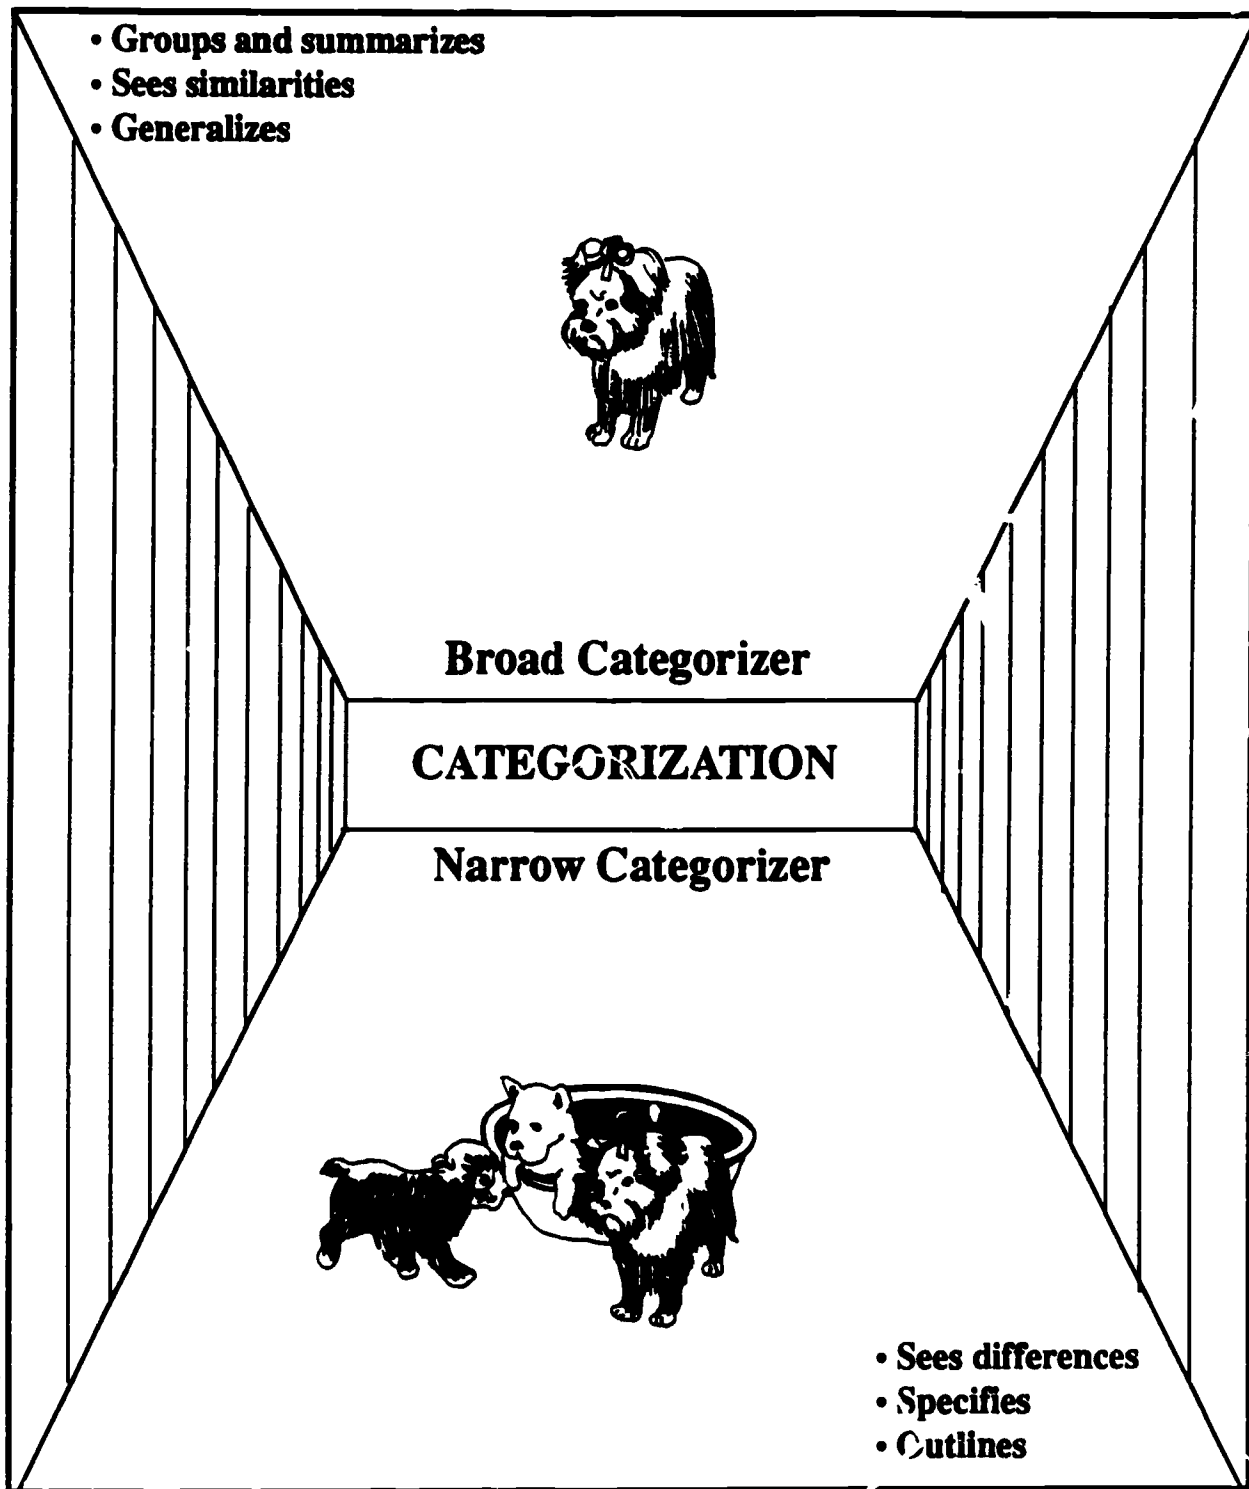 • Groups and summarizes
• Sees similarities
• Generalizes
Broad Categorizer
CATEGORIZATION
Narrow Categorizer
• Sees differences
• Specifies
• Outlines